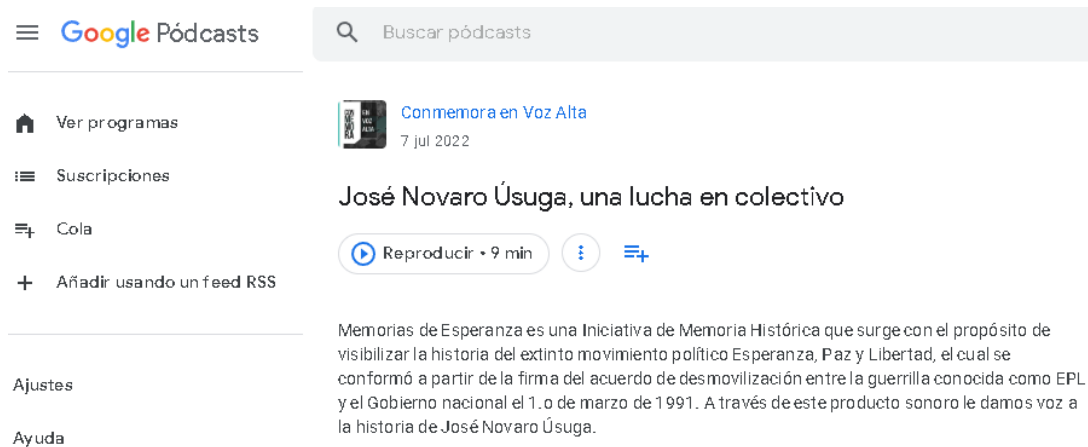 Google Pódcasts
Buscar pódcasts
Ver programas
Suscripciones
Cola
Añadir usando un feed RSS
Ajustes
Ayuda
EN
VOZ
ALTA
Conmemora en Voz Alta
7 jul 2022
José Novaro Úsuga, una lucha en colectivo
Reproducir • 9 min
Memorias de Esperanza es una Iniciativa de Memoria Histórica que surge con el propósito de
visibilizar la historia del extinto movimiento político Esperanza, Paz y Libertad, el cual se
conformó a partir de la firma del acuerdo de desmovilización entre la guerrilla conocida como EPL
y el Gobierno nacional el 1.o de marzo de 1991. A través de este producto sonoro le damos voz a
la historia de José Novaro Úsuga.